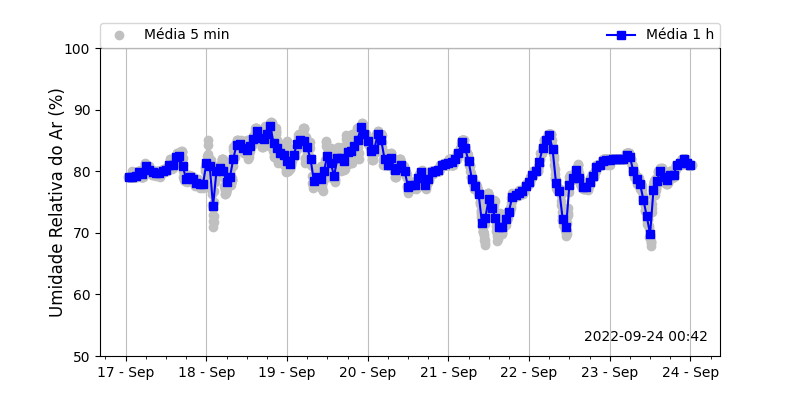 Média 5 min
Média 1 h
Umidade Relativa do Ar (%)
100
90
80
70
60
50
2022-09-24 00:42
17 - Sep
18 - Sep
19 - Sep
20 - Sep
21 - Sep
22 - Sep
23 - Sep
24 - Sep